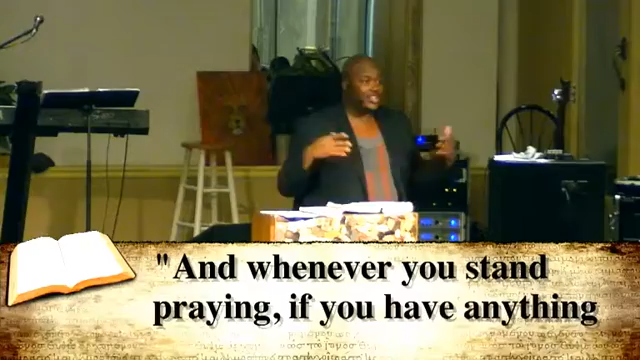 "And whenever you stand
praying, if you have anything